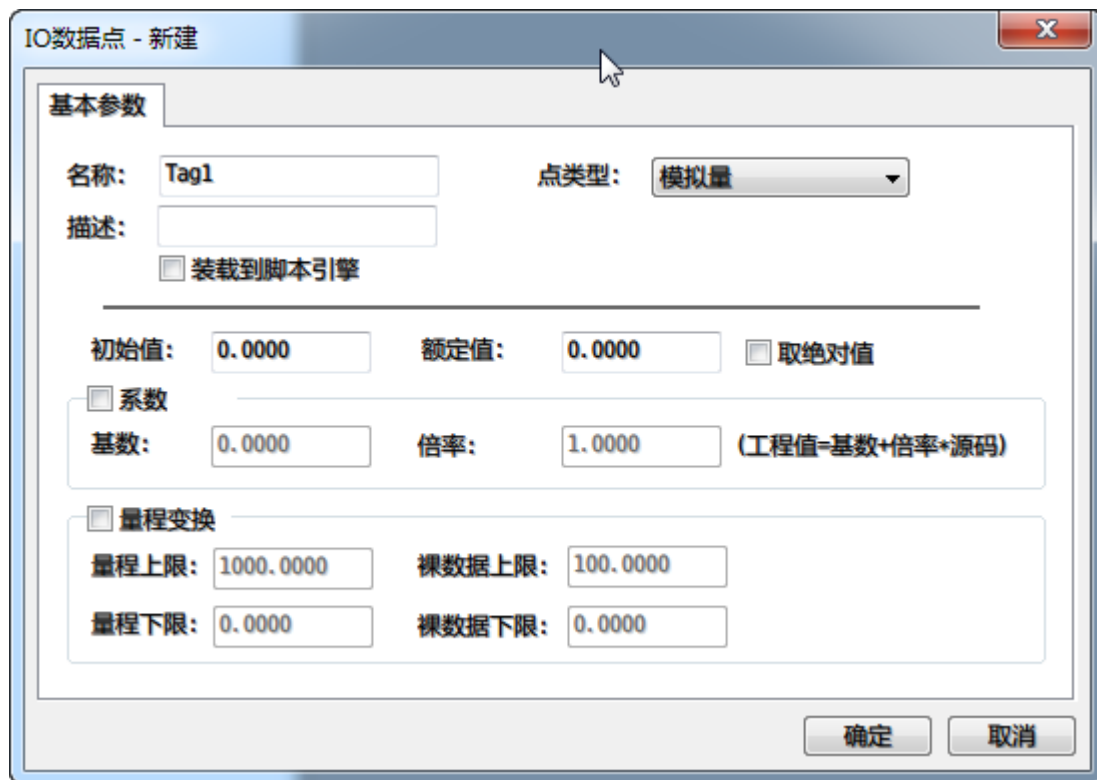 IO数据点 - 新建
基本参数
名称: Tag1 点类型: 模拟量
描述:
装载到脚本引擎
初始值: 0.0000 额定值: 0.0000 取绝对值
系数
基数: 0.0000 倍率: 1.0000 (工程值=基数+倍率*源码)
量程变换
量程上限: 1000.0000 裸数据上限: 100.0000
量程下限: 0.0000 裸数据下限: 0.0000
确定 取消